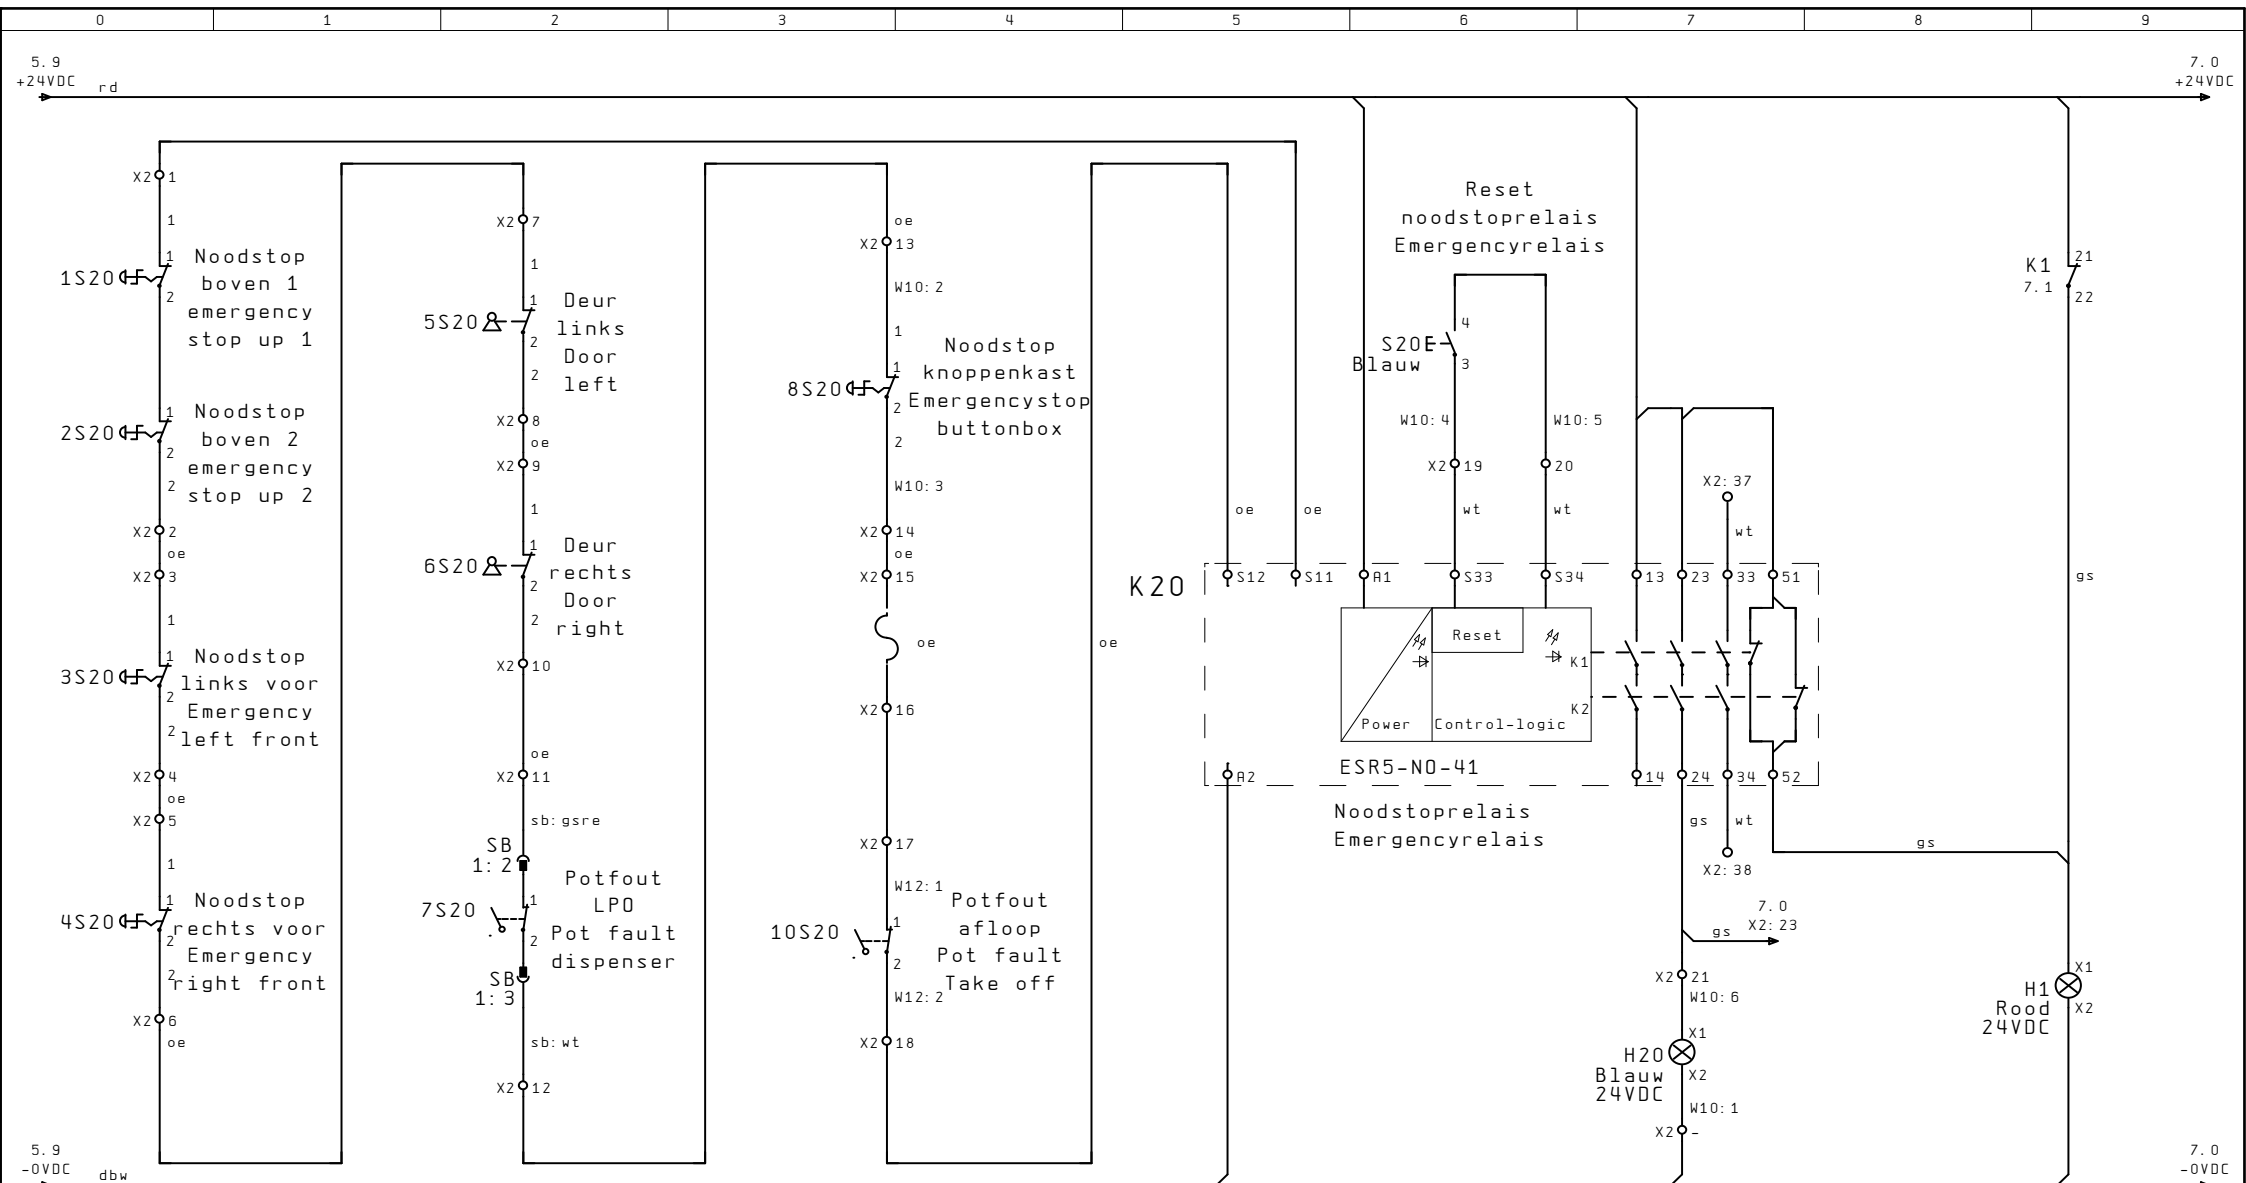 0 1 2 3 4 5 6 7 8 9
5.9
+24VDC
rd
7.0
+24VDC
X2 1
1
1S20
1
2
Noodstop
boven 1
emergency
stop up 1
2S20
1
2
Noodstop
boven 2
emergency
stop up 2
2
X2 2
oe
X2 3
1
3S20
1
2
Noodstop
links voor
Emergency
left front
2
X2 4
oe
X2 5
1
4S20
1
2
Noodstop
rechts voor
Emergency
right front
2
X2 6
oe
X2 7
1
5S20
1
2
Deur
links
Door
left
2
X2 8
oe
X2 9
1
6S20
1
2
Deur
rechts
Door
right
2
X2 10
oe
X2 11
sb:gsre
SB
1:2
7S20
1
2
Potfout
LPO
Pot fault
dispenser
SB
1:3
sb:wt
X2 12
oe
X2 13
W10:2
1
8S20
1
2
Noodstop
knoppenkast
Emergencystop
buttonbox
2
W10:3
X2 14
oe
X2 15
oe
X2 16
X2 17
W12:1
10S20
1
2
Potfout
afloop
Pot fault
Take off
W12:2
X2 18
oe
oe
oe
Reset
noodstoprelais
Emergencyrelais
S20
Blauw
4
3
W10:4
W10:5
X2 19
20
wt
wt
X2:37
wt
K20
S12 S11 A1 S33 S34 13 23 33 51
Reset
K1
K2
Power
Control-logic
ESR5-NO-41
A2
14 24 34 52
Noodstoprelais
Emergencyrelais
gs
wt
X2:38
gs
7.0
X2:23
gs
X2 21
W10:6
X1
H20
Blauw
24VDC
X2
W10:1
X2 -
K1
7.1
21
22
gs
X1
H1
Rood
24VDC
X2
5.9
-0VDC
dbw
7.0
-0VDC